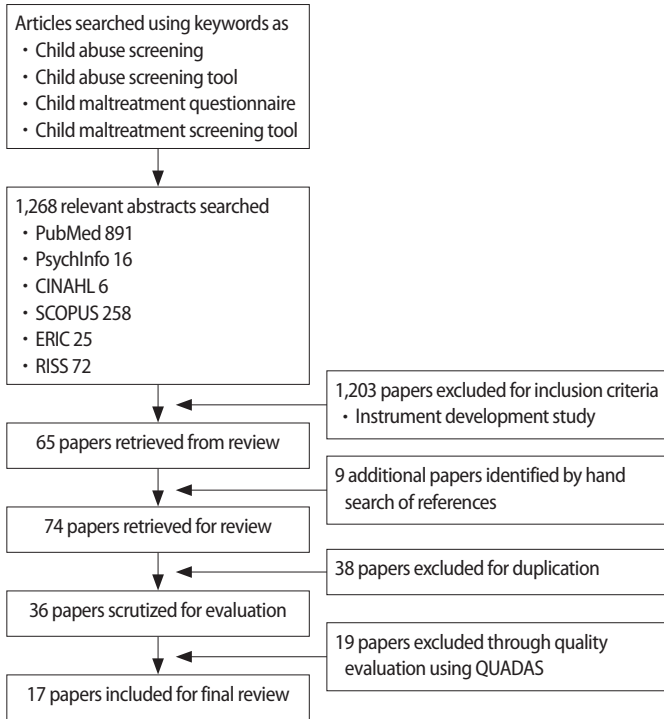 Articles searched using keywords as
· Child abuse screening
· Child abuse screening tool
· Child maltreatment questionnaire
· Child maltreatment screening tool
1,268 relevant abstracts searched
· PubMed 891
· PsychInfo 16
· CINAHL 6
· SCOPUS 258
· ERIC 25
· RISS 72
1,203 papers excluded for inclusion criteria
· Instrument development study
65 papers retrieved from review
9 additional papers identified by hand
search of references
74 papers retrieved for review
38 papers excluded for duplication
36 papers scrutized for evaluation
19 papers excluded through quality
evaluation using QUADAS
17 papers included for final review